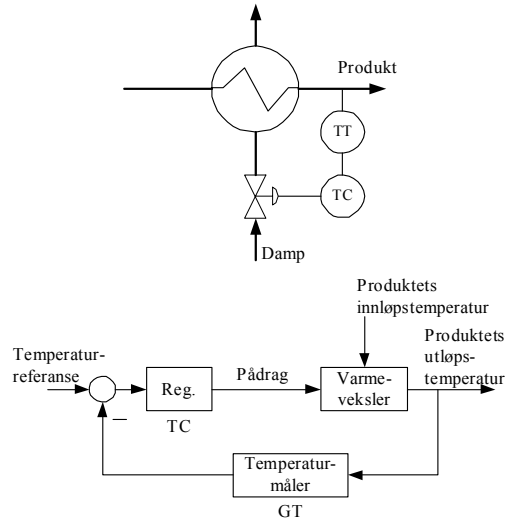 Produkt
TT
TC
Damp
Produktets
innløpstemperatur
Produktets
utløps-
temperatur
Temperatur-
referanse
Reg.
TC
Pådrag
Varme-
veksler
Temperatur-
måler
GT